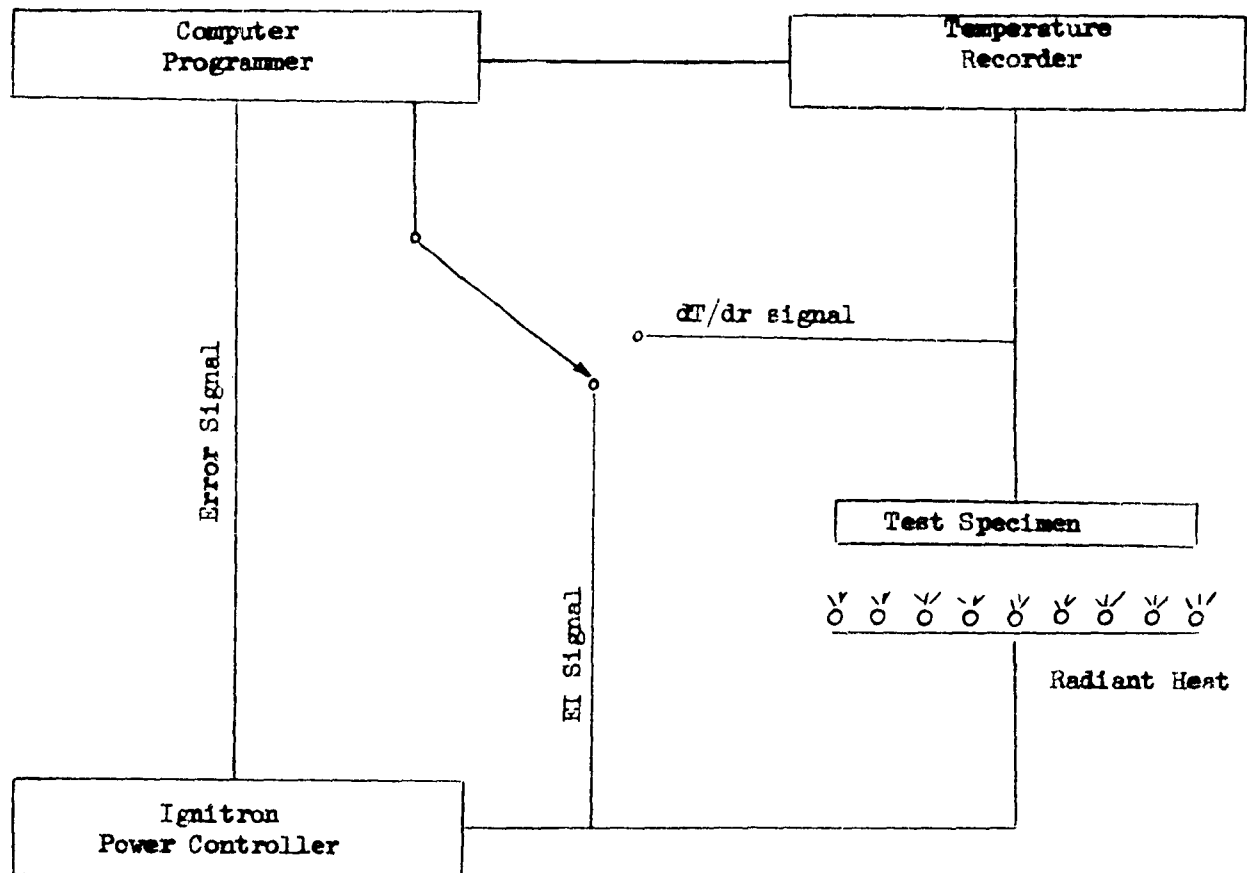 Computer
Programmer
Temperature
Recorder
dT/dr signal
Error Signal
Test Specimen
EI Signal
Radiant Heat
Ignitron
Power Controller